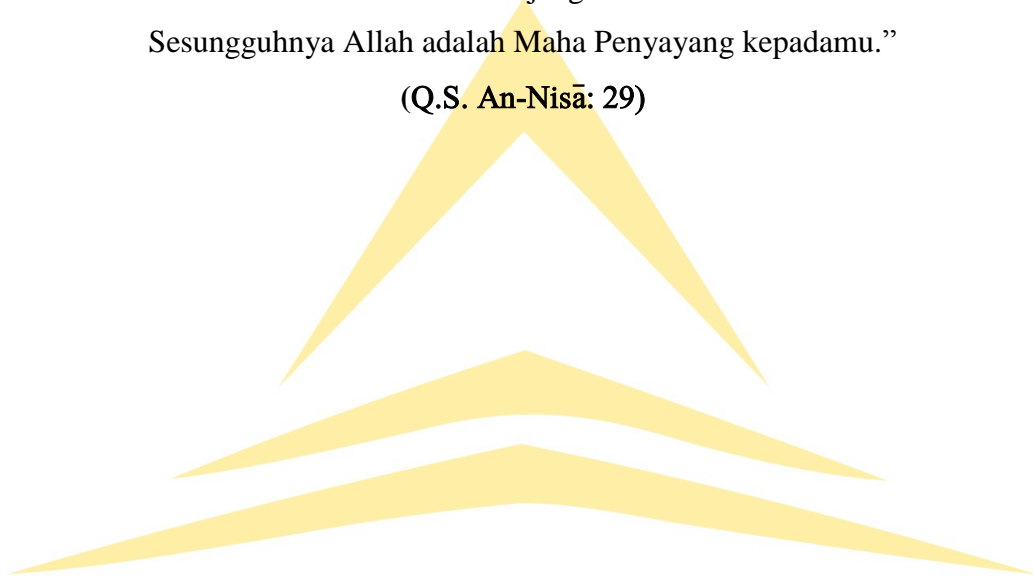 Sesungguhnya Allah adalah Maha Penyayang kepadamu.”
(Q.S. An-Nisā: 29)